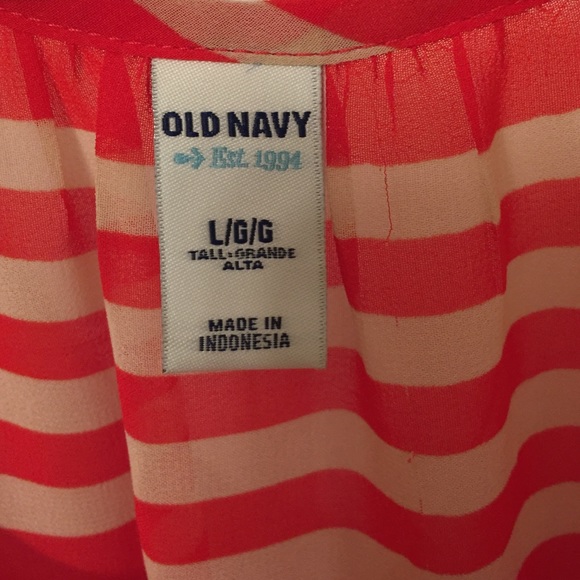 OLD NAVY
Est. 1994
L/G/G
TALL·GRANDE
ALTA
MADE IN
INDONESIA